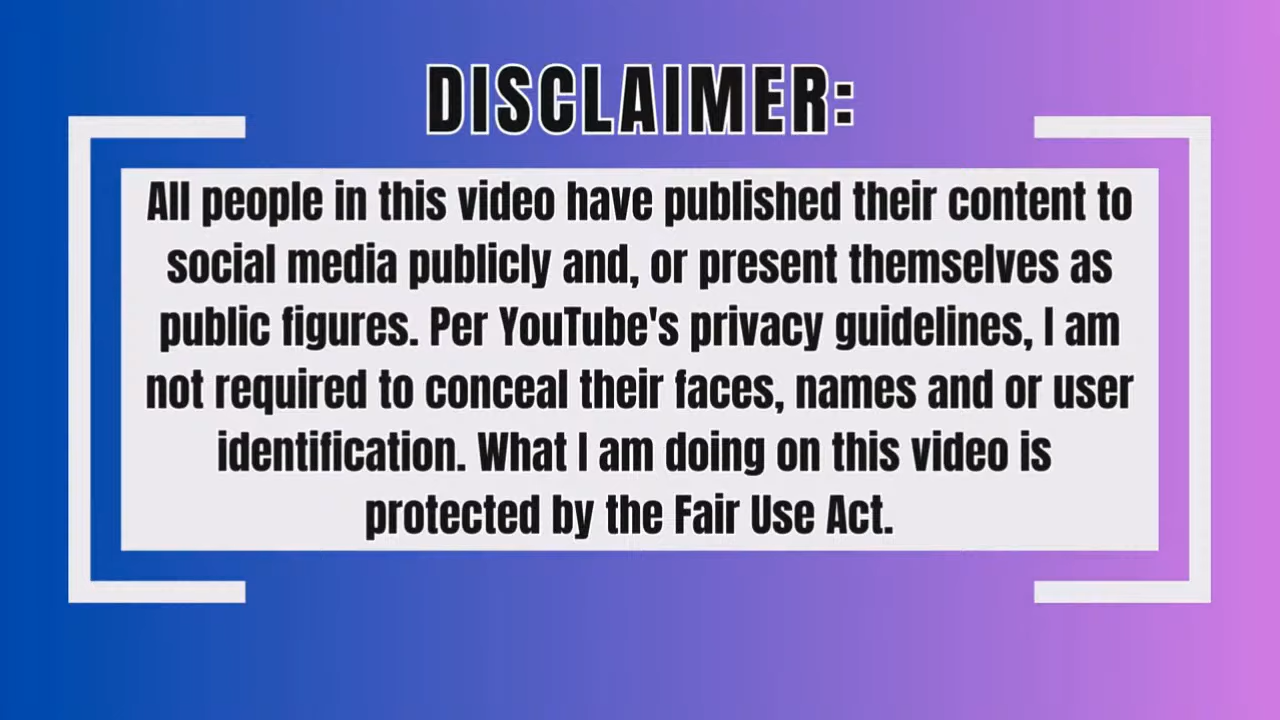 DISCLAIMER:
All people in this video have published their content to
social media publicly and, or present themselves as
public figures. Per YouTube's privacy guidelines, I am
not required to conceal their faces, names and or user
identification. What I am doing on this video is
protected by the Fair Use Act.